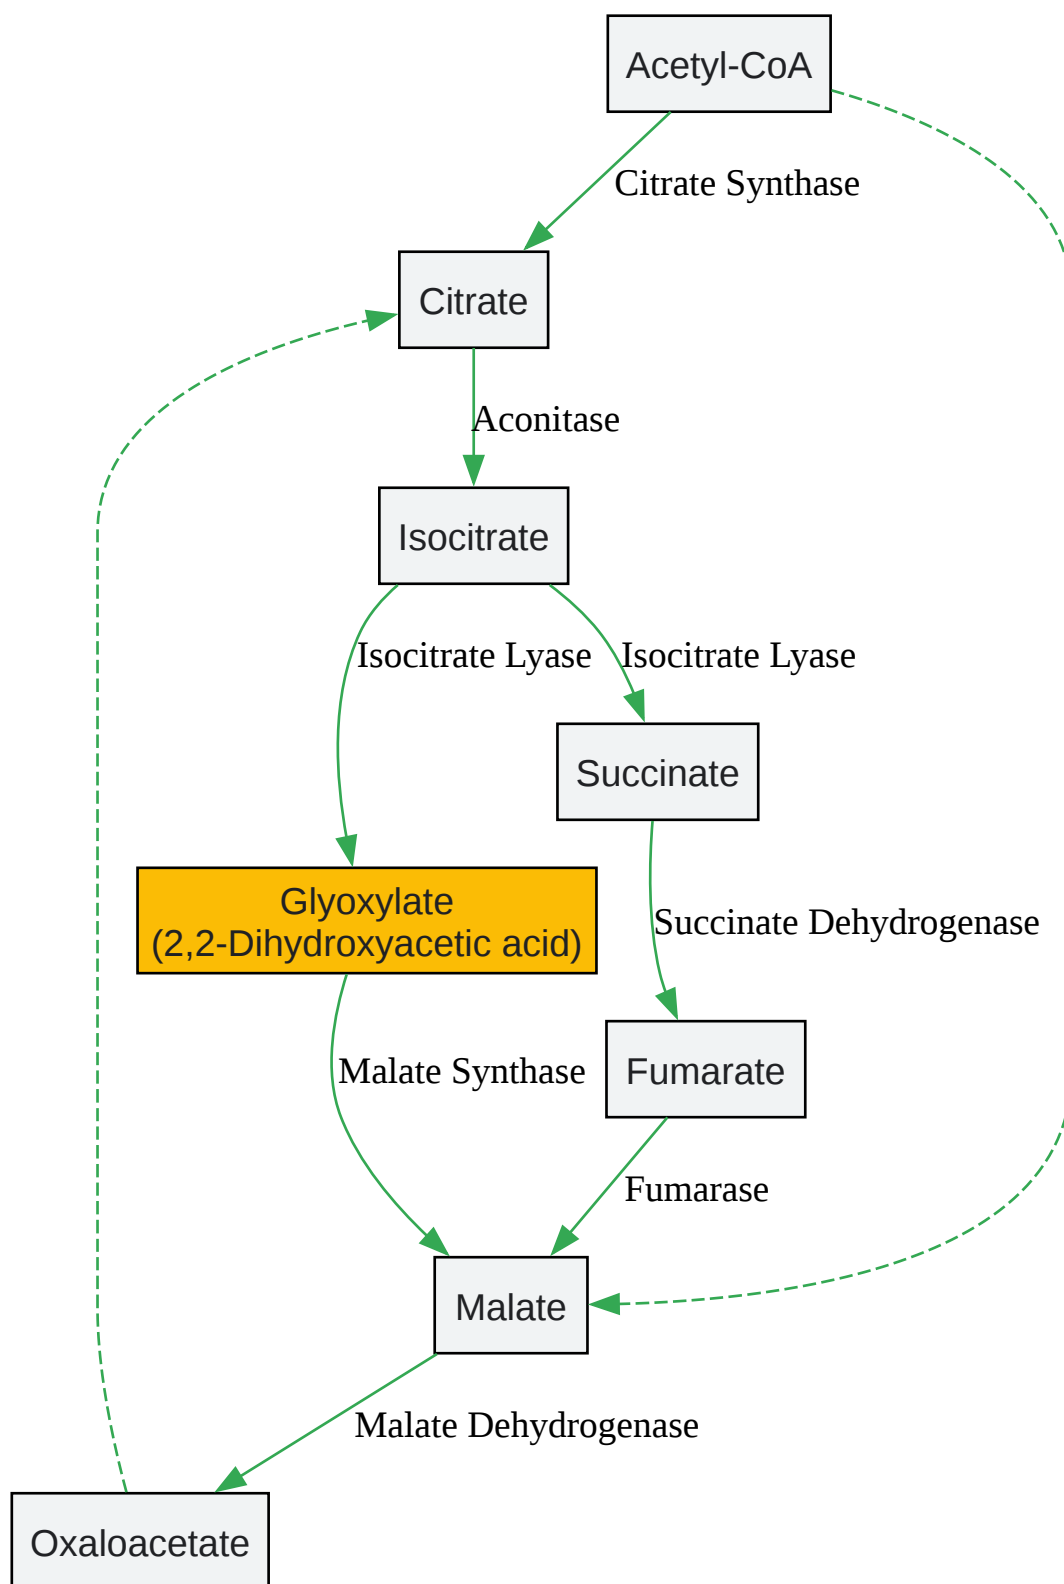 Acetyl-CoA
Citrate Synthase
Citrate
Aconitase
Isocitrate
Isocitrate Lyase
Isocitrate Lyase
Succinate
Glyoxylate
(2,2-Dihydroxyacetic acid)
Succinate Dehydrogenase
Malate Synthase
Fumarate
Fumarase
Malate
Malate Dehydrogenase
Oxaloacetate